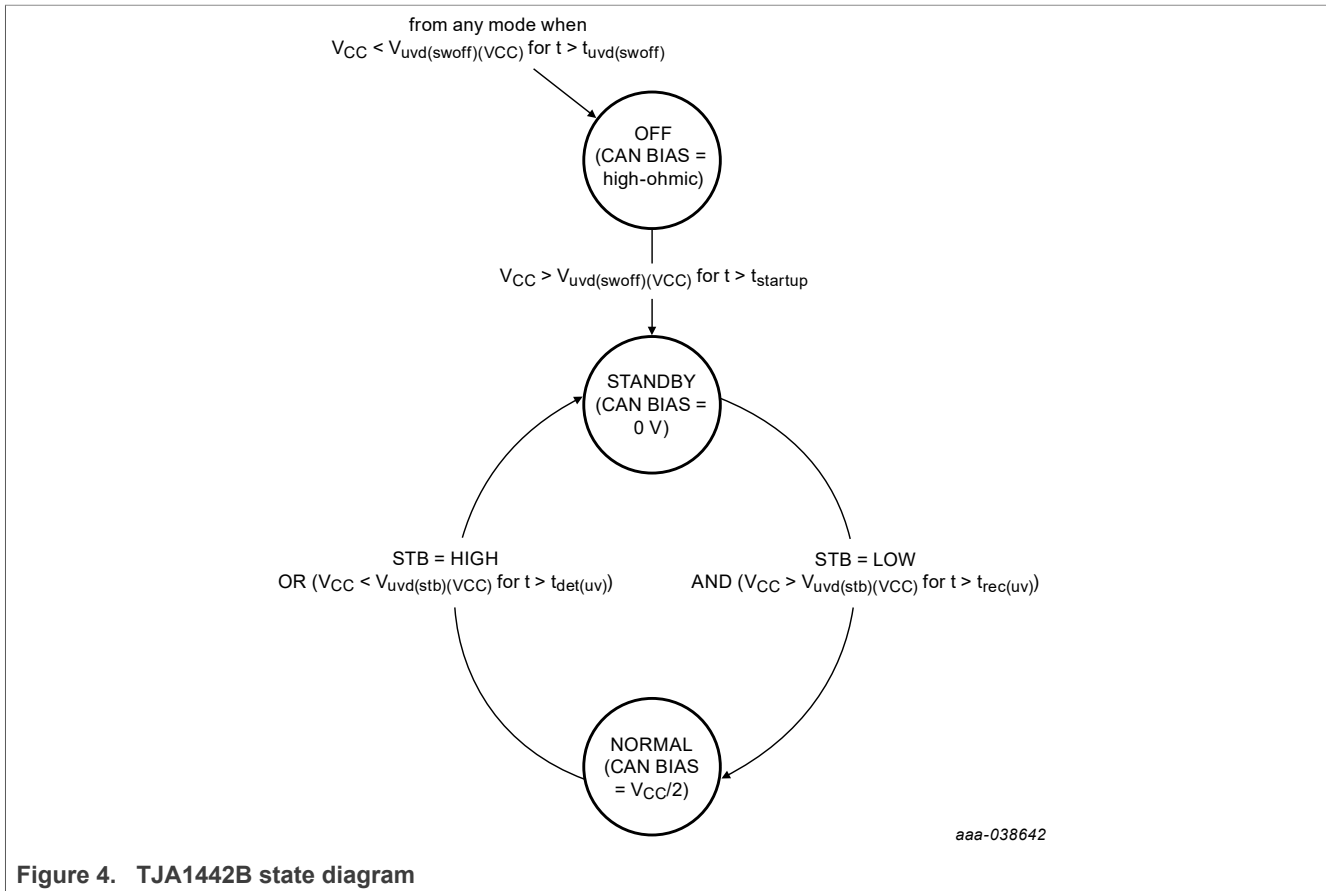 from any mode when
VCC < Vuvd(swoff)(VCC) for t > tuvd(swoff)
OFF
(CAN BIAS =
high-ohmic)
VCC > Vuvd(swoff)(VCC) for t > tstartup
STANDBY
(CAN BIAS =
0 V)
STB = HIGH
OR (VCC < Vuvd(stb)(VCC) for t > tdet(uv))
STB = LOW
AND (VCC > Vuvd(stb)(VCC) for t > trec(uv))
NORMAL
(CAN BIAS
= VCC/2)
aaa-038642
Figure 4. TJA1442B state diagram